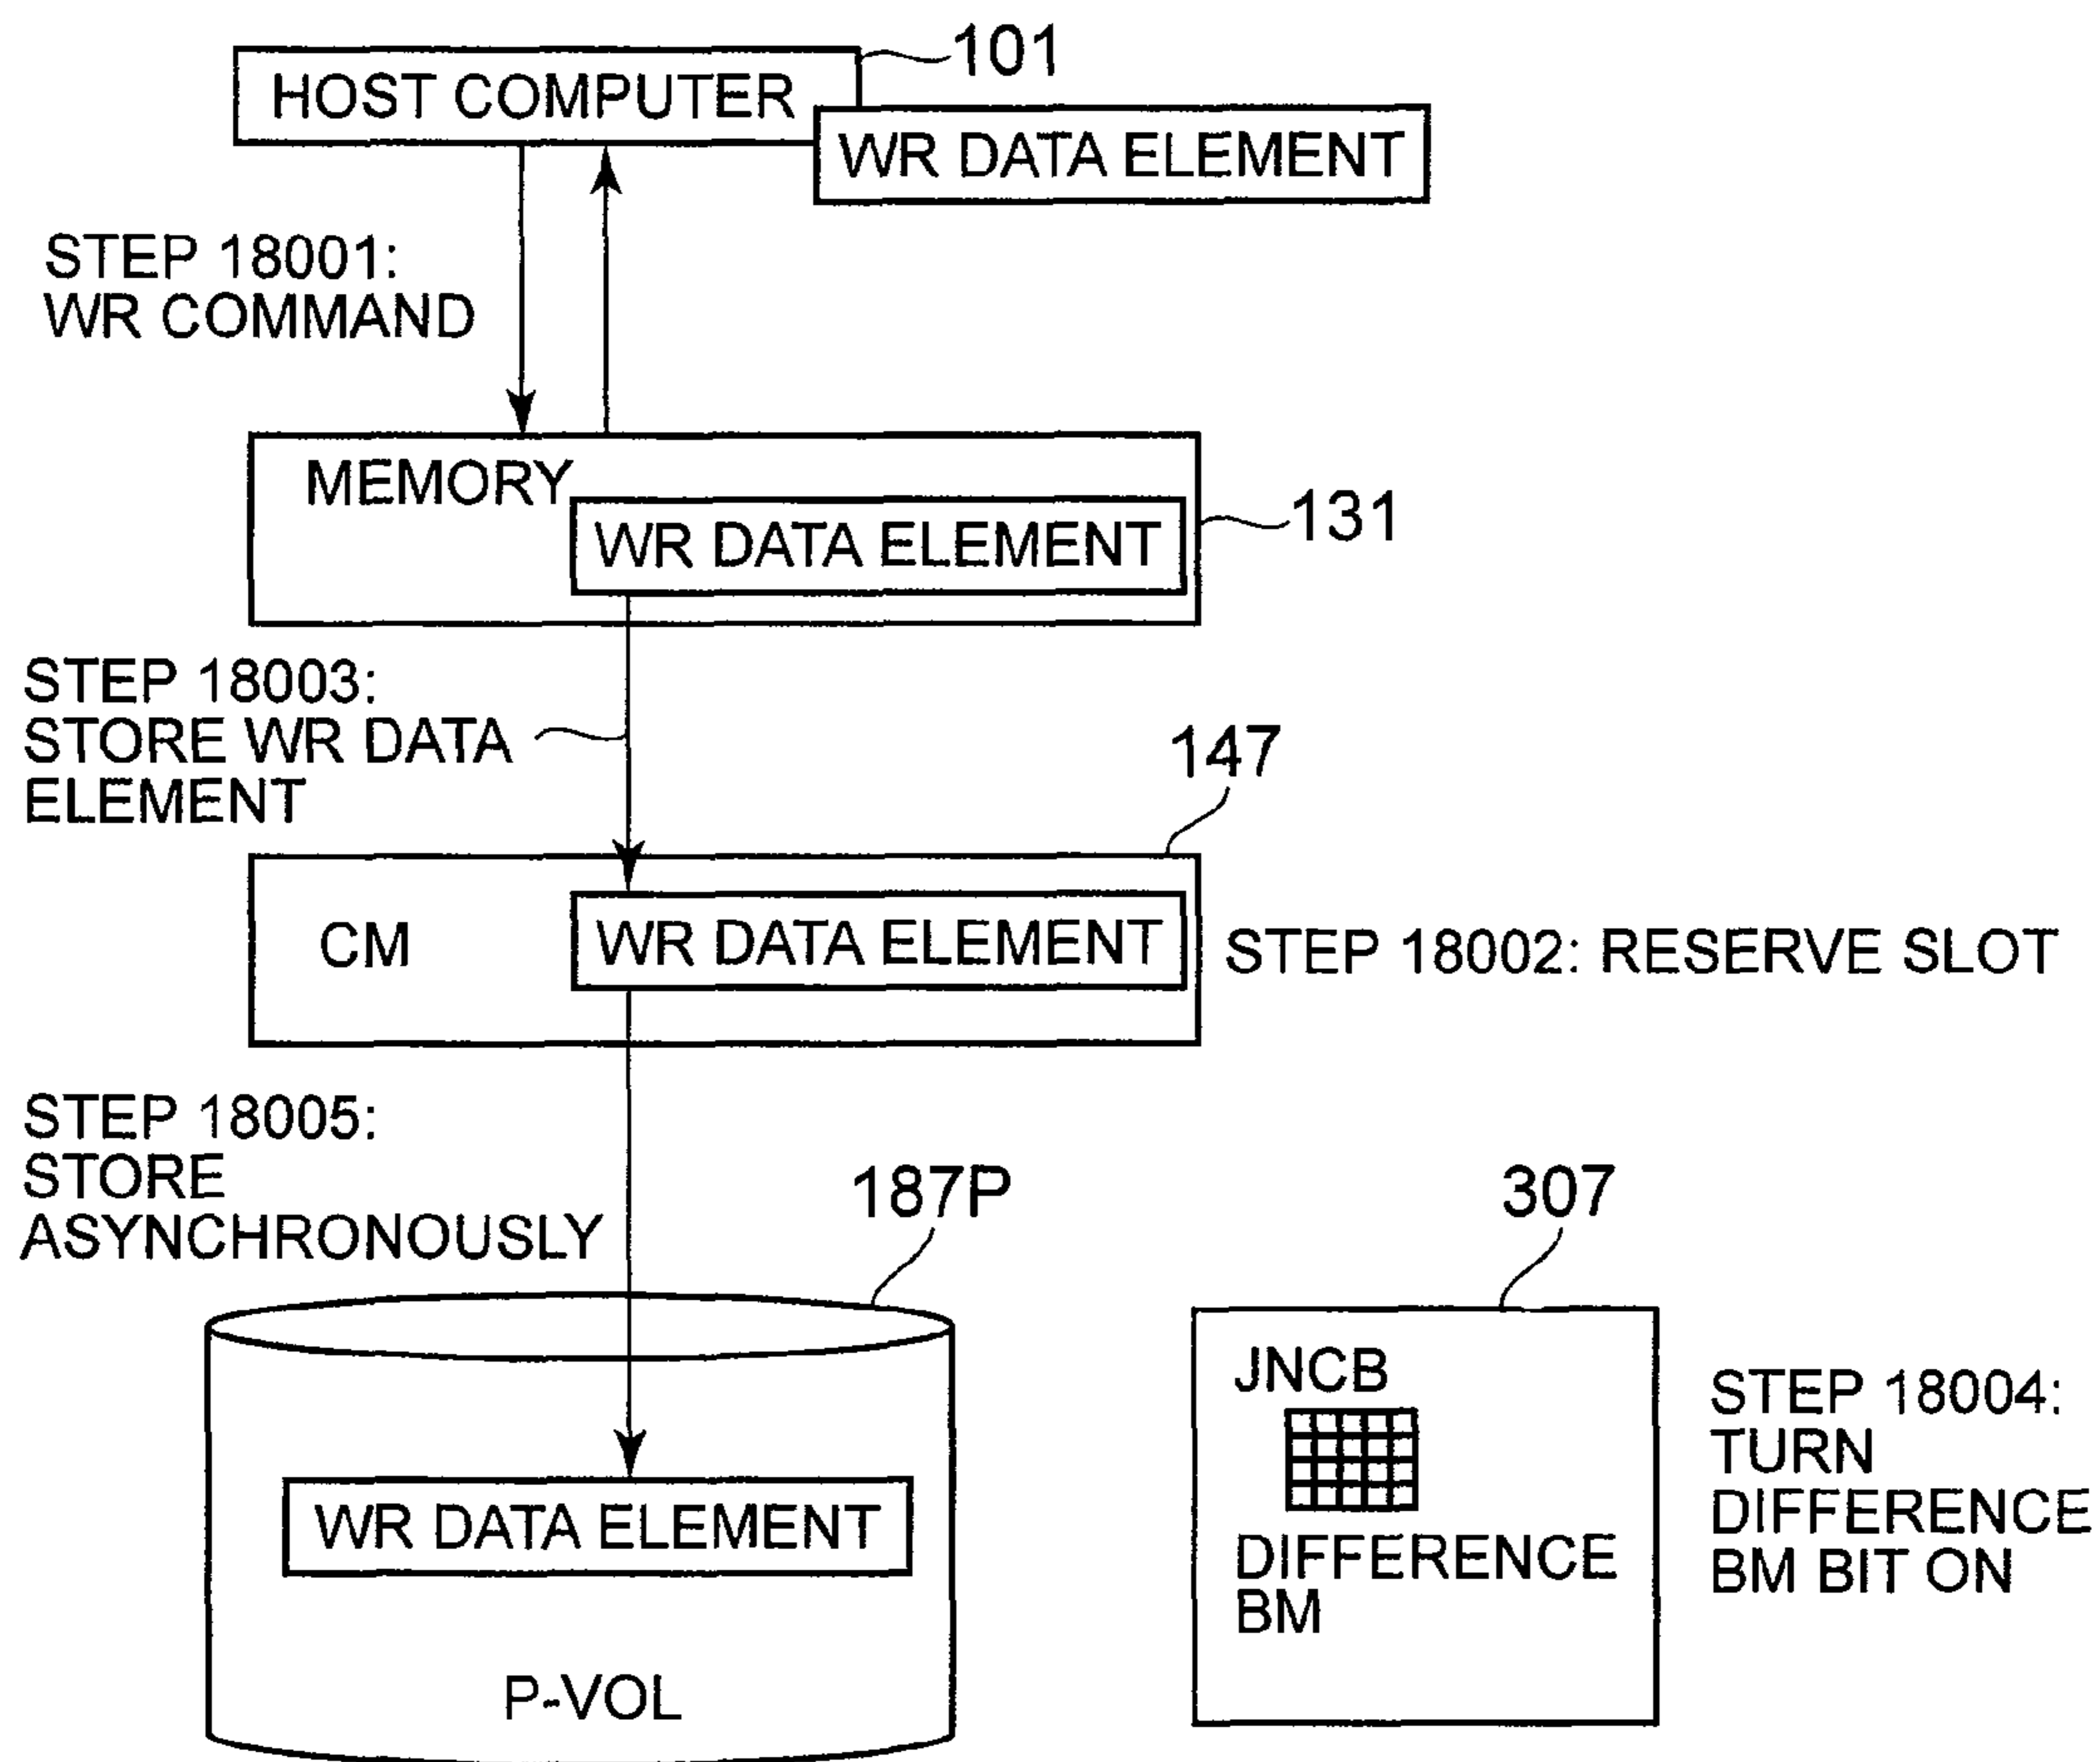 101
HOST COMPUTER
WR DATA ELEMENT
STEP 18001:
WR COMMAND
MEMORY
WR DATA ELEMENT
131
STEP 18003:
STORE WR DATA
ELEMENT
147
CM
WR DATA ELEMENT
STEP 18002: RESERVE SLOT
STEP 18005:
STORE
ASYNCHRONOUSLY
187P
307
JNCB
DIFFERENCE
BM
STEP 18004:
TURN
DIFFERENCE
BM BIT ON
WR DATA ELEMENT
P-VOL